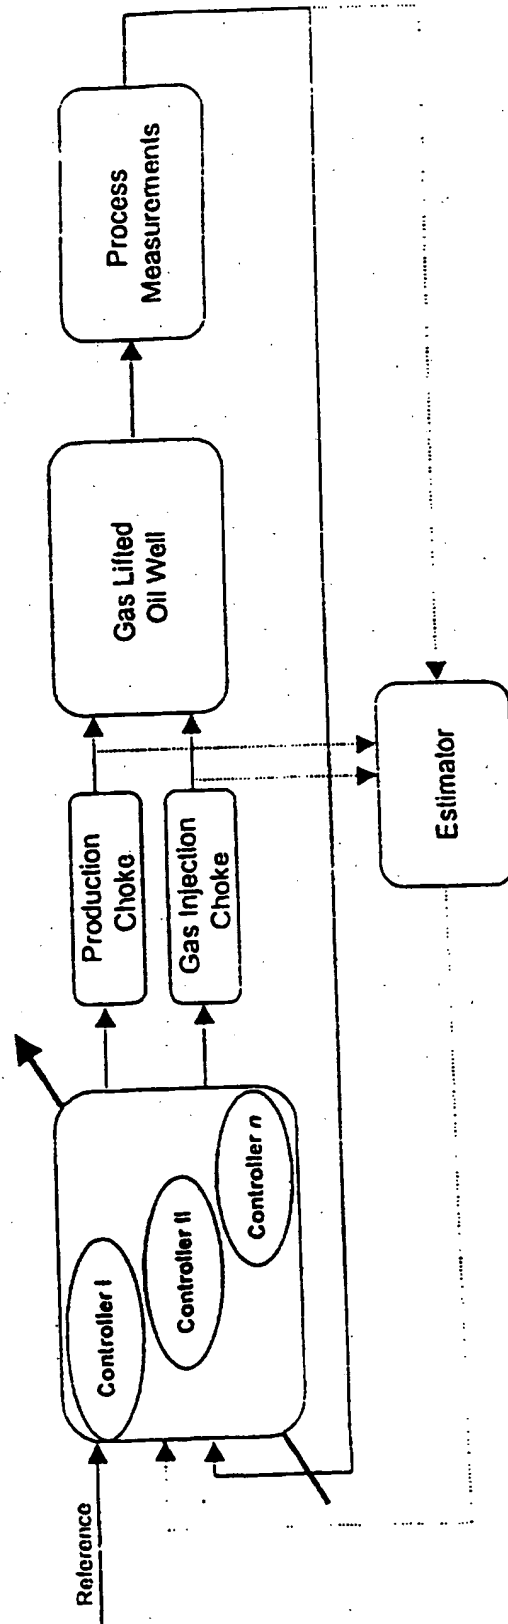 Reference
Controller I
Controller II
Controller n
Production
Choke
Gas Injection
Choke
Gas Lifted
Oil Well
Process
Measurements
Estimator